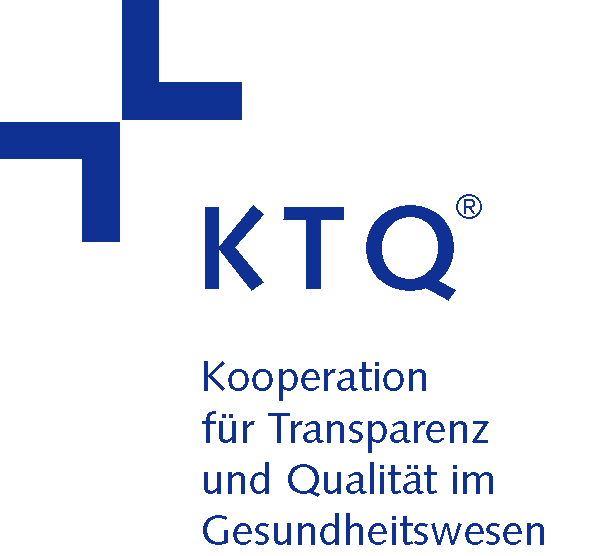 KTQ®
Kooperation
für Transparenz
und Qualität im
Gesundheitswesen